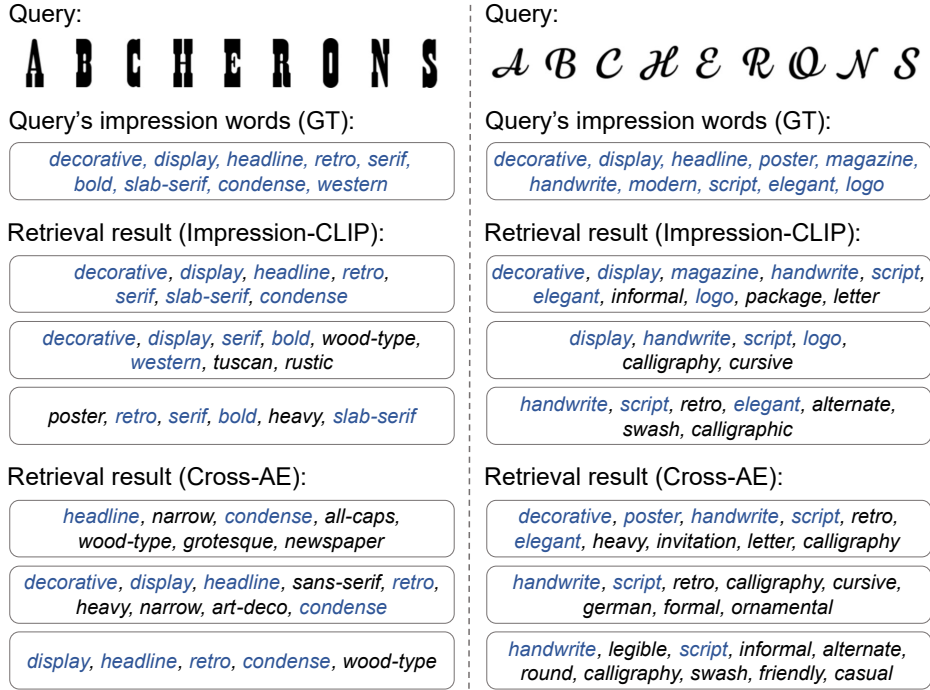 Query:
A B C H E R O N S
Query's impression words (GT):
decorative, display, headline, retro, serif,
bold, slab-serif, condense, western
Retrieval result (Impression-CLIP):
decorative, display, headline, retro,
serif, slab-serif, condense
decorative, display, serif, bold, wood-type,
western, tuscan, rustic
poster, retro, serif, bold, heavy, slab-serif
Retrieval result (Cross-AE):
headline, narrow, condense, all-caps,
wood-type, grotesque, newspaper
decorative, display, headline, sans-serif, retro,
heavy, narrow, art-deco, condense
display, headline, retro, condense, wood-type
Query:
A B C H E R O N S
Query's impression words (GT):
decorative, display, headline, poster, magazine,
handwrite, modern, script, elegant, logo
Retrieval result (Impression-CLIP):
decorative, display, magazine, handwrite, script,
elegant, informal, logo, package, letter
display, handwrite, script, logo,
calligraphy, cursive
handwrite, script, retro, elegant, alternate,
swash, calligraphic
Retrieval result (Cross-AE):
decorative, poster, handwrite, script, retro,
elegant, heavy, invitation, letter, calligraphy
handwrite, script, retro, calligraphy, cursive,
german, formal, ornamental
handwrite, legible, script, informal, alternate,
round, calligraphy, swash, friendly, casual